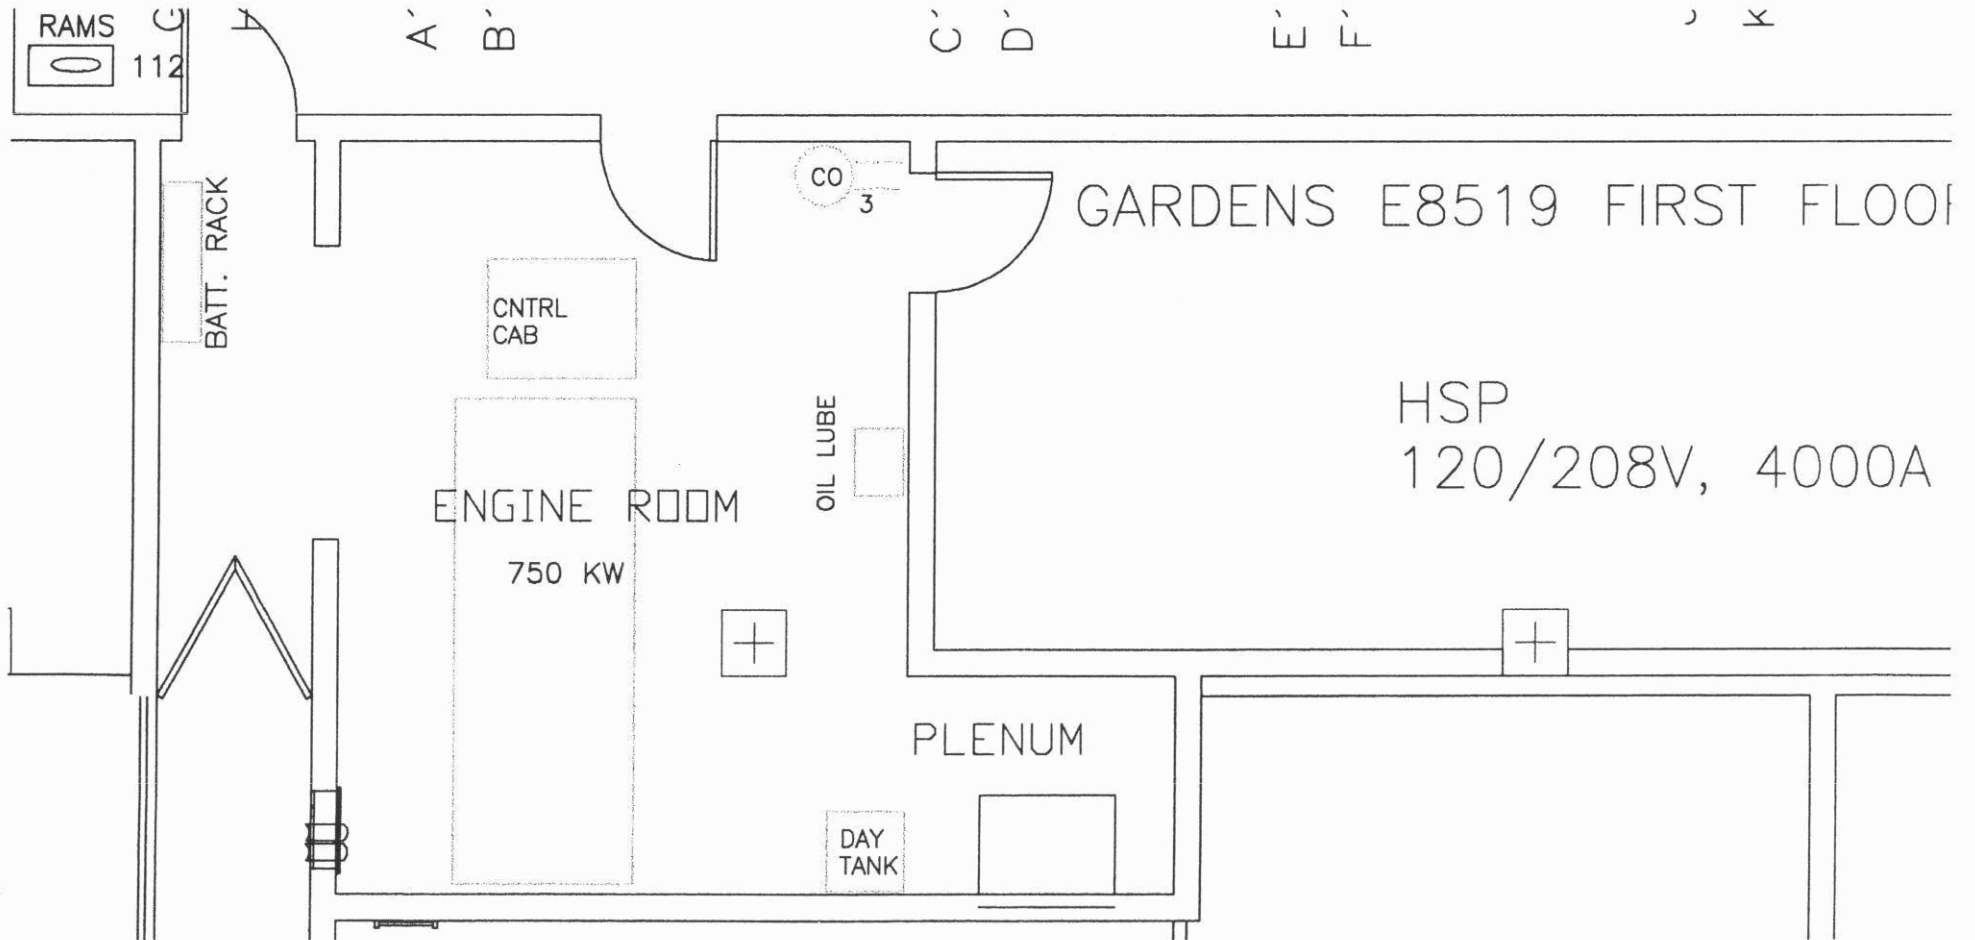 RAMS
112
G
A'
B'
C'
D'
E'
F'
K
BATT. RACK
CO
3
GARDENS E8519 FIRST FLOOR
CNTRL
CAB
HSP
120/208V, 4000A
OIL LUBE
ENGINE ROOM
750 KW
PLENUM
DAY
TANK